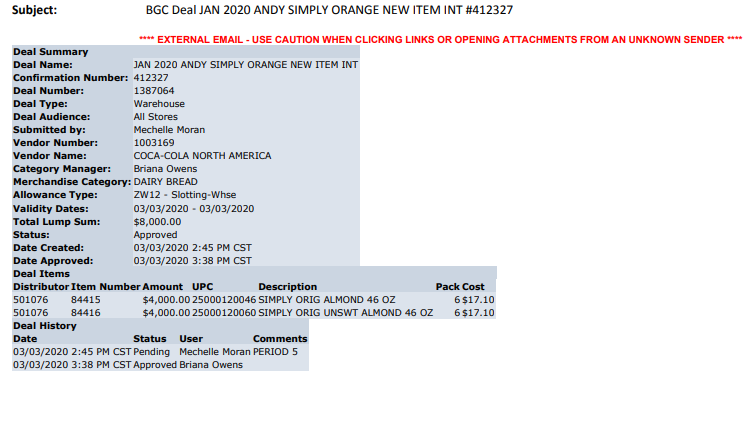 Subject: BGC Deal JAN 2020 ANDY SIMPLY ORANGE NEW ITEM INT #412327
**** EXTERNAL EMAIL - USE CAUTION WHEN CLICKING LINKS OR OPENING ATTACHMENTS FROM AN UNKNOWN SENDER ****
Deal Summary
Deal Name: JAN 2020 ANDY SIMPLY ORANGE NEW ITEM INT
Confirmation Number: 412327
Deal Number: 1387064
Deal Type: Warehouse
Deal Audience: All Stores
Submitted by: Mechelle Moran
Vendor Number: 1003169
Vendor Name: COCA-COLA NORTH AMERICA
Category Manager: Briana Owens
Merchandise Category: DAIRY BREAD
Allowance Type: ZW12 - Slotting-Whse
Validity Dates: 03/03/2020 - 03/03/2020
Total Lump Sum: $8,000.00
Status: Approved
Date Created: 03/03/2020 2:45 PM CST
Date Approved: 03/03/2020 3:38 PM CST
Deal Items
Distributor Item Number Amount UPC Description Pack Cost
501076 84415 $4,000.00 25000120046 SIMPLY ORIG ALMOND 46 OZ 6 $17.10
501076 84416 $4,000.00 25000120060 SIMPLY ORIG UNSWT ALMOND 46 OZ 6 $17.10
Deal History
Date Status User Comments
03/03/2020 2:45 PM CST Pending Mechelle Moran PERIOD 5
03/03/2020 3:38 PM CST Approved Briana Owens